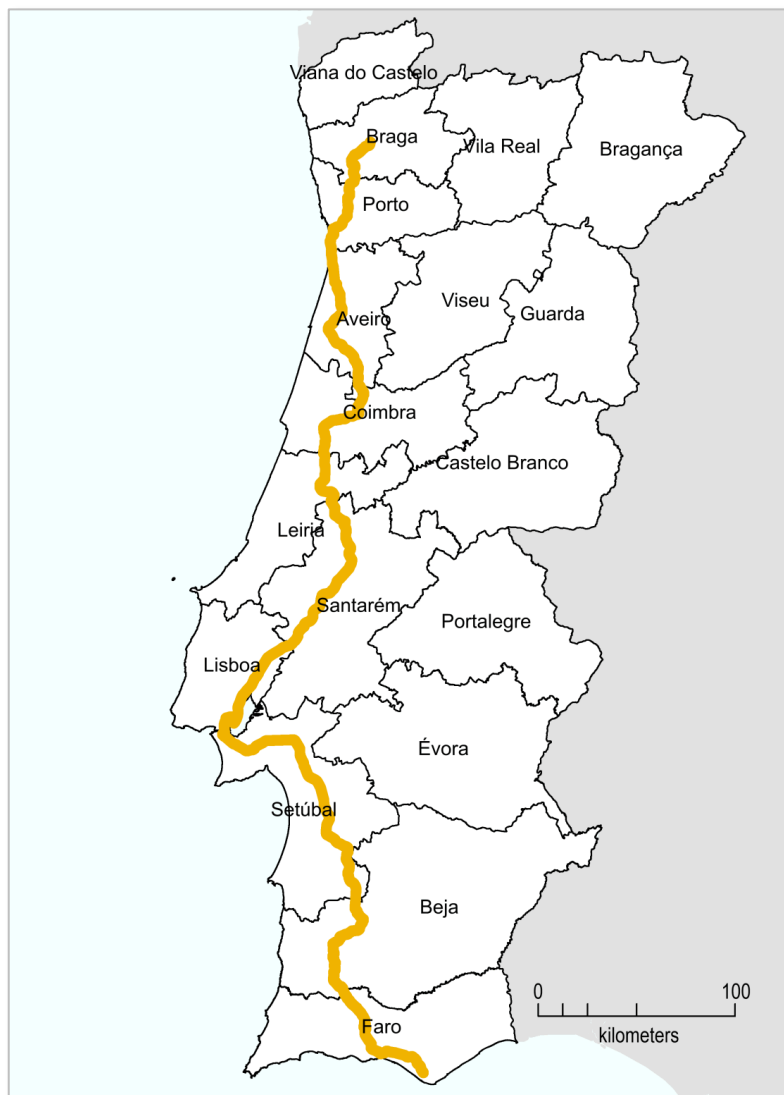 Viana do Castelo
Braga
Vila Real
Bragança
Porto
Viseu
Guarda
Aveiro
Coimbra
Castelo Branco
Leiria
Santarém
Portalegre
Lisboa
Évora
Setúbal
Beja
0 100
kilometers
Faro